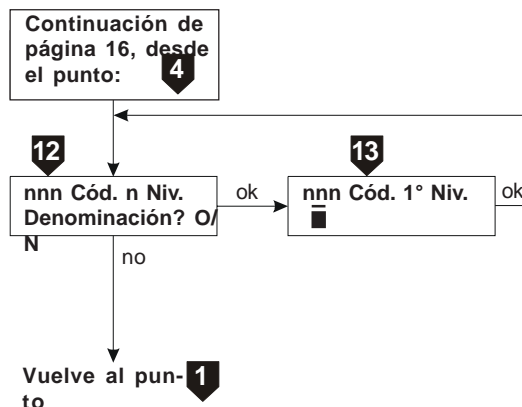 Continuación de
página 16, desde
el punto: 4
12
13
nnn Cód. n Niv.
Denominación? O/
N
ok
nnn Cód. 1° Niv.
ok
no
Vuelve al pun- 1
to